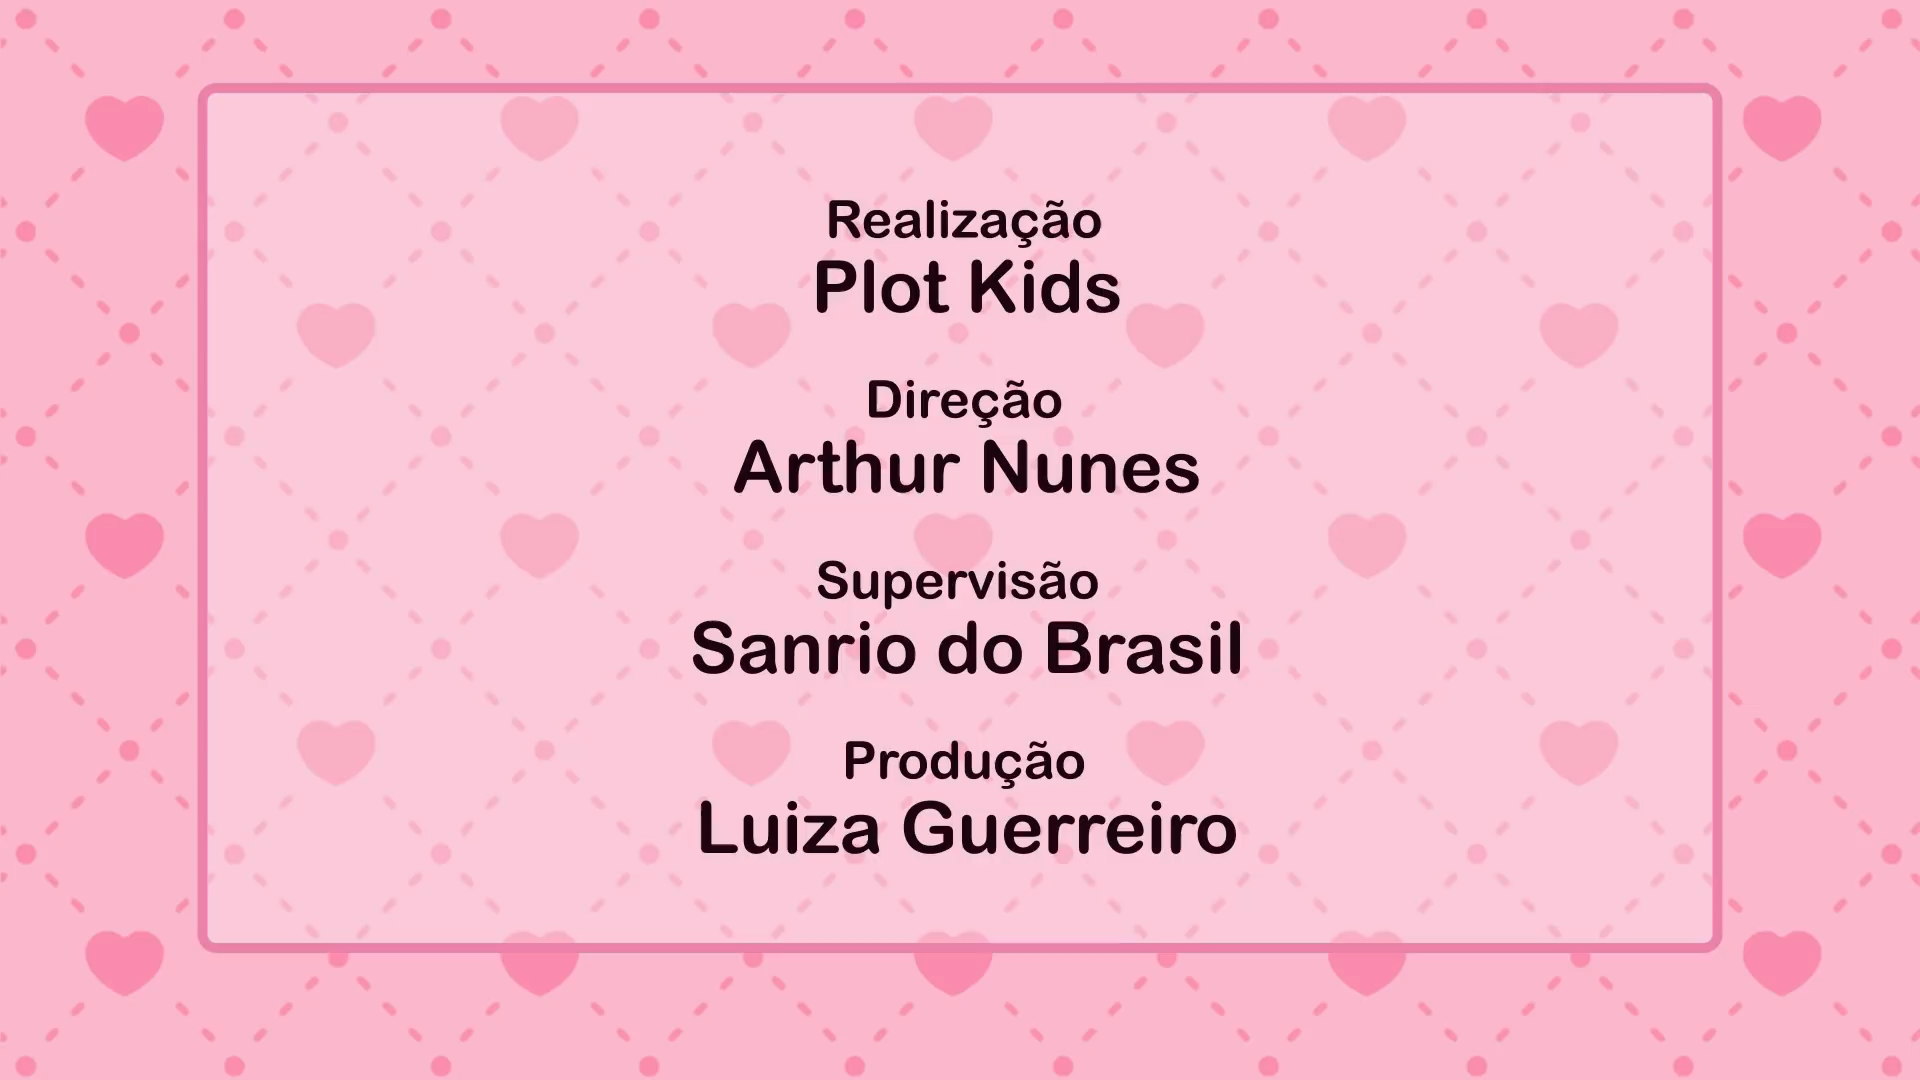 Realização
Plot Kids
Direção
Arthur Nunes
Supervisão
Sanrio do Brasil
Produção
Luiza Guerreiro